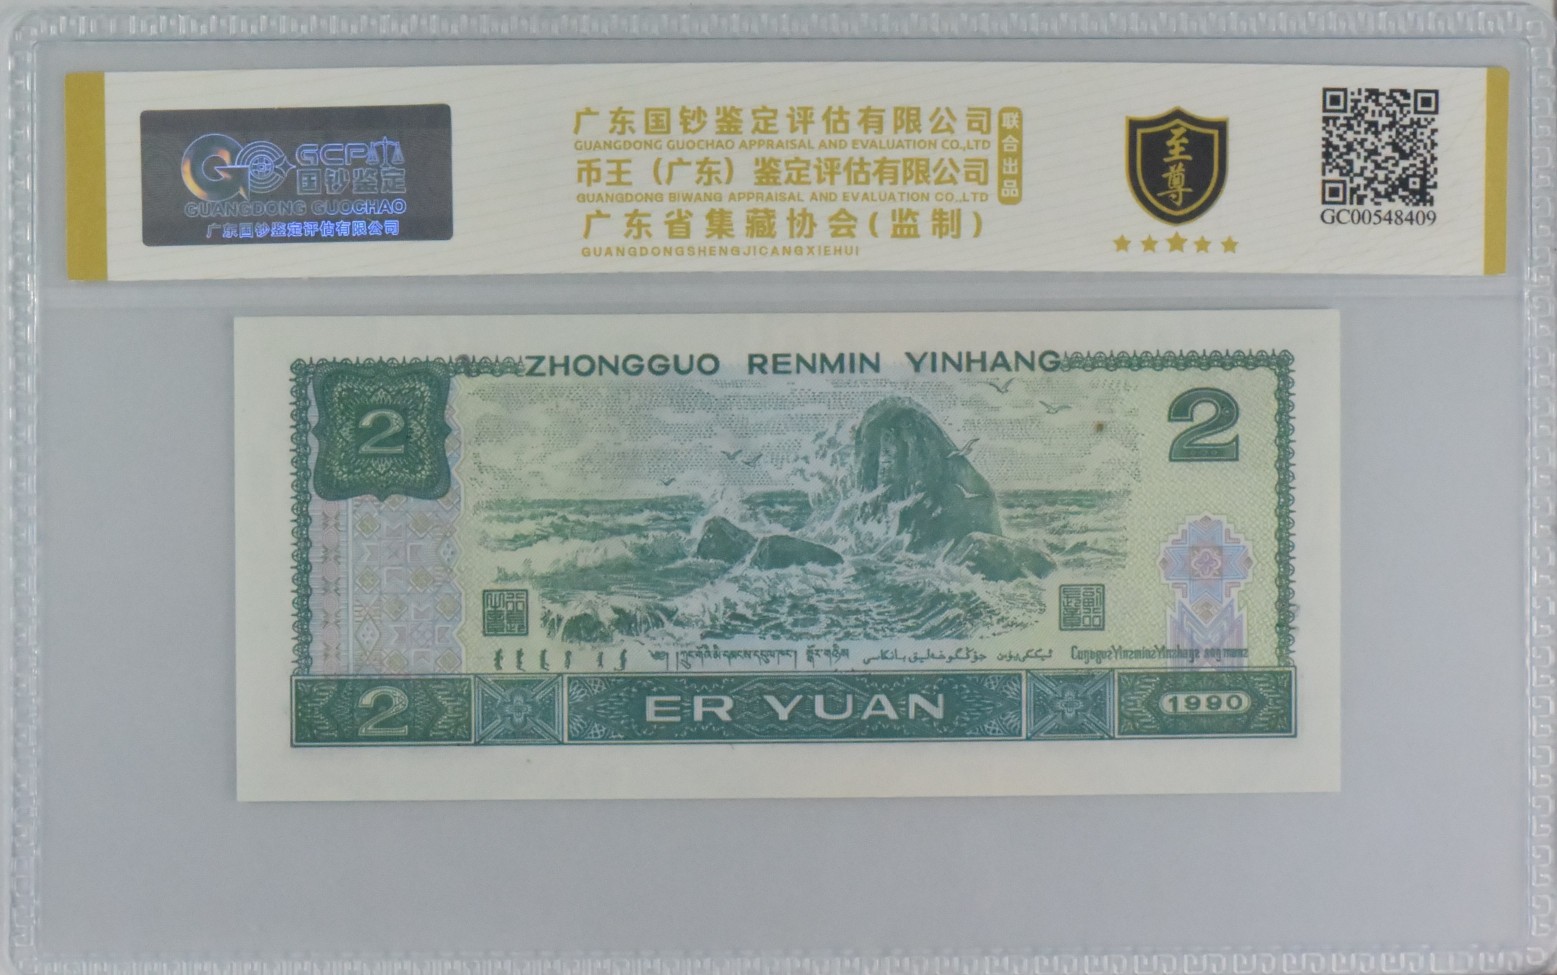 GCP
国钞鉴定
GUANGDONG GUOCHAO
广东国钞鉴定评估有限公司
广东国钞鉴定评估有限公司
GUANGDONG GUOCHAO APPRAISAL AND EVALUATION CO.,LTD
币王（广东）鉴定评估有限公司
GUANGDONG BIWANG APPRAISAL AND EVALUATION CO.,LTD
广东省集藏协会(监制)
GUANGDONGSHENGJICANGXIEHUI
联合出品
至尊
GC00548409
ZHONGGUO RENMIN YINHANG
2
2
2
ER YUAN
1990